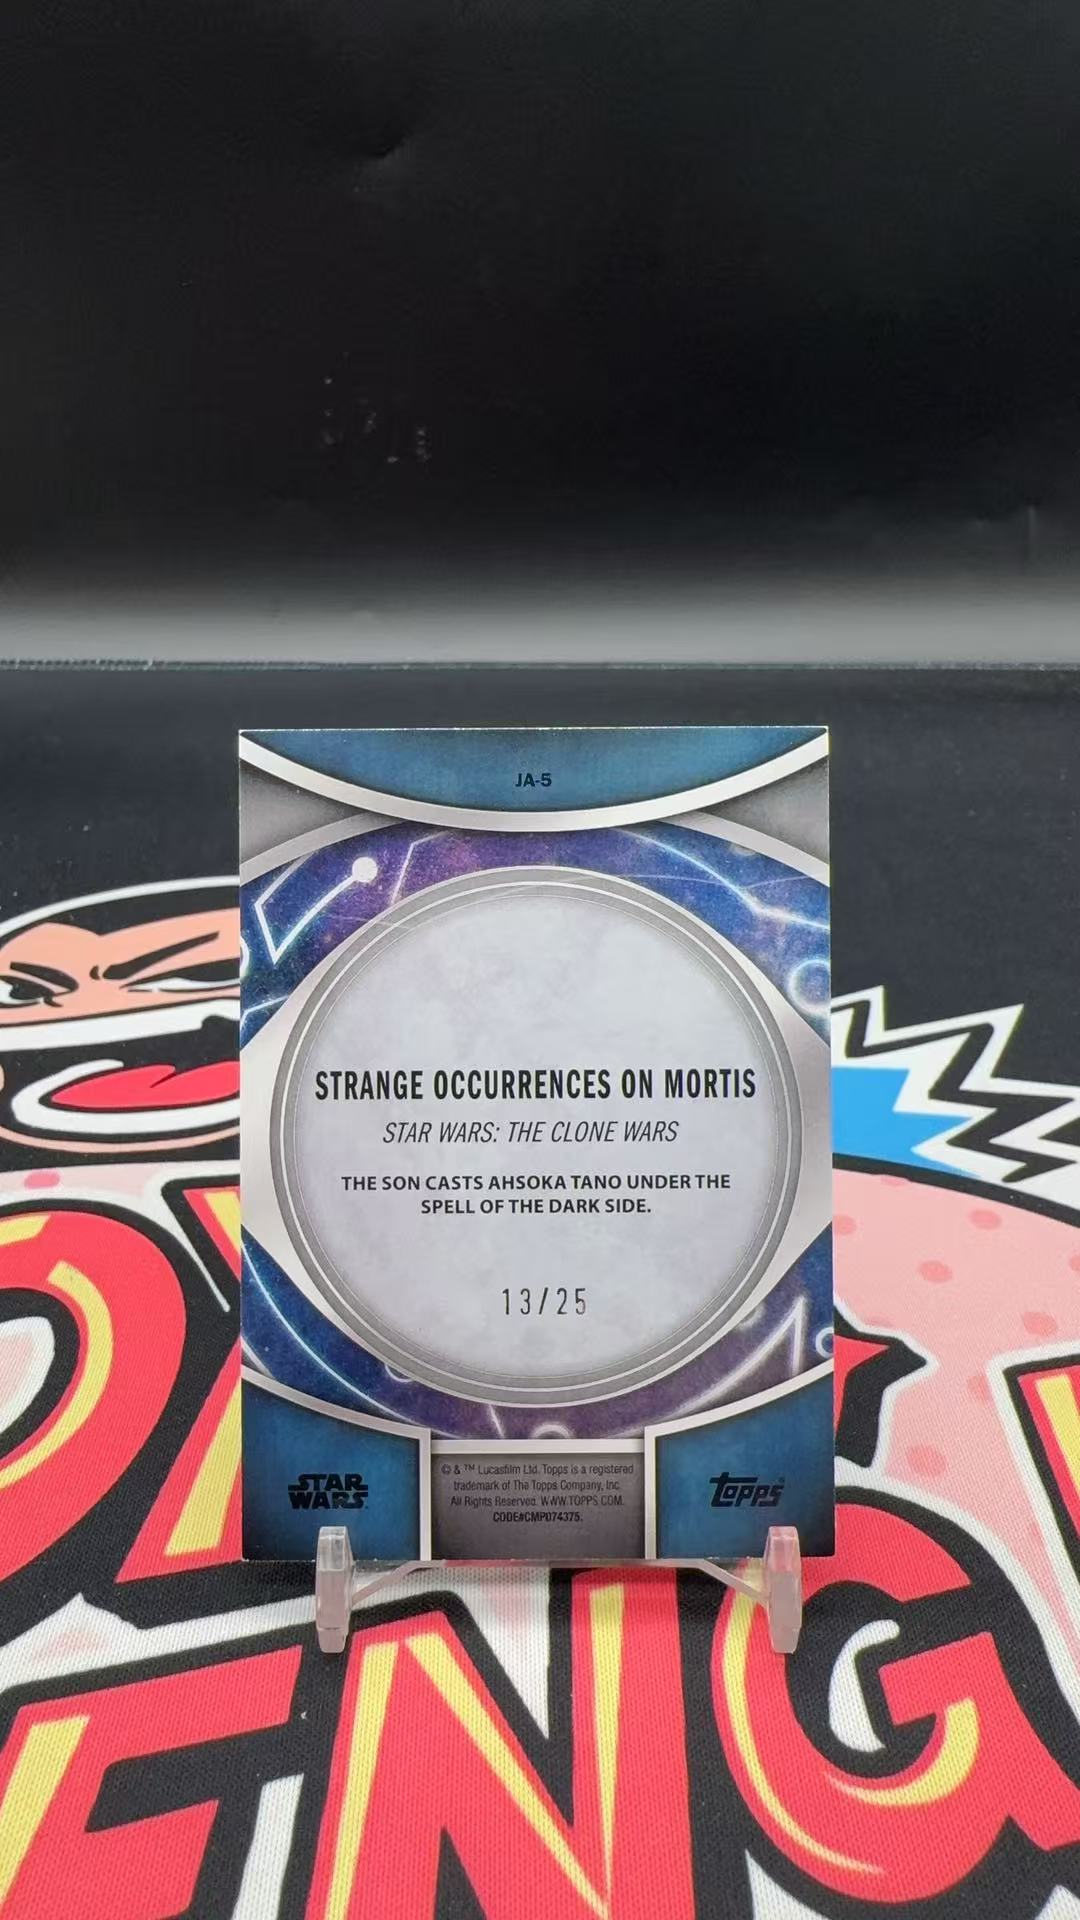 JA-5
STRANGE OCCURRENCES ON MORTIS
STAR WARS: THE CLONE WARS
THE SON CASTS AHSOKA TANO UNDER THE
SPELL OF THE DARK SIDE.
13/25
STAR
WARS
© & ™ Lucasfilm Ltd. Topps is a registered
trademark of The Topps Company, Inc.
All Rights Reserved. WWW.TOPPS.COM.
CODE#CMP074375.
topps